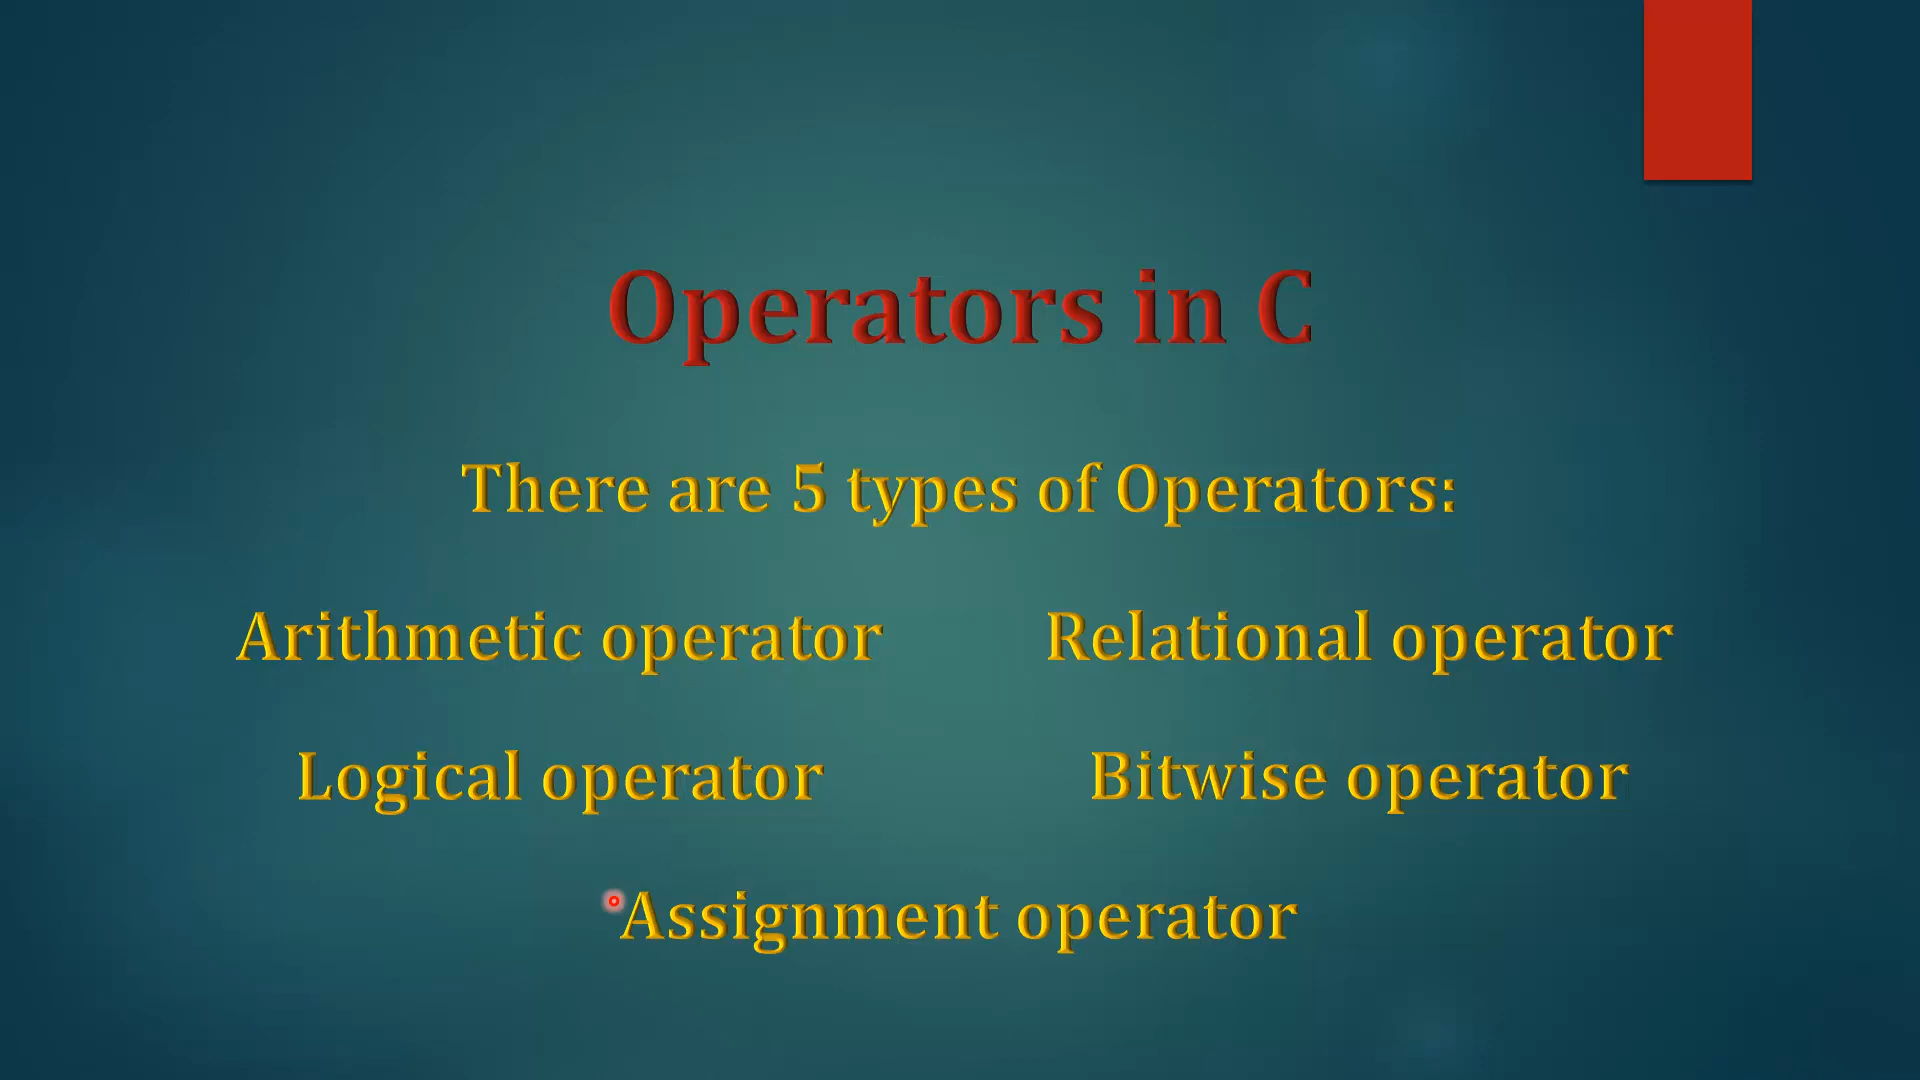 Operators in C
There are 5 types of Operators:
Arithmetic operator Relational operator
Logical operator Bitwise operator
Assignment operator